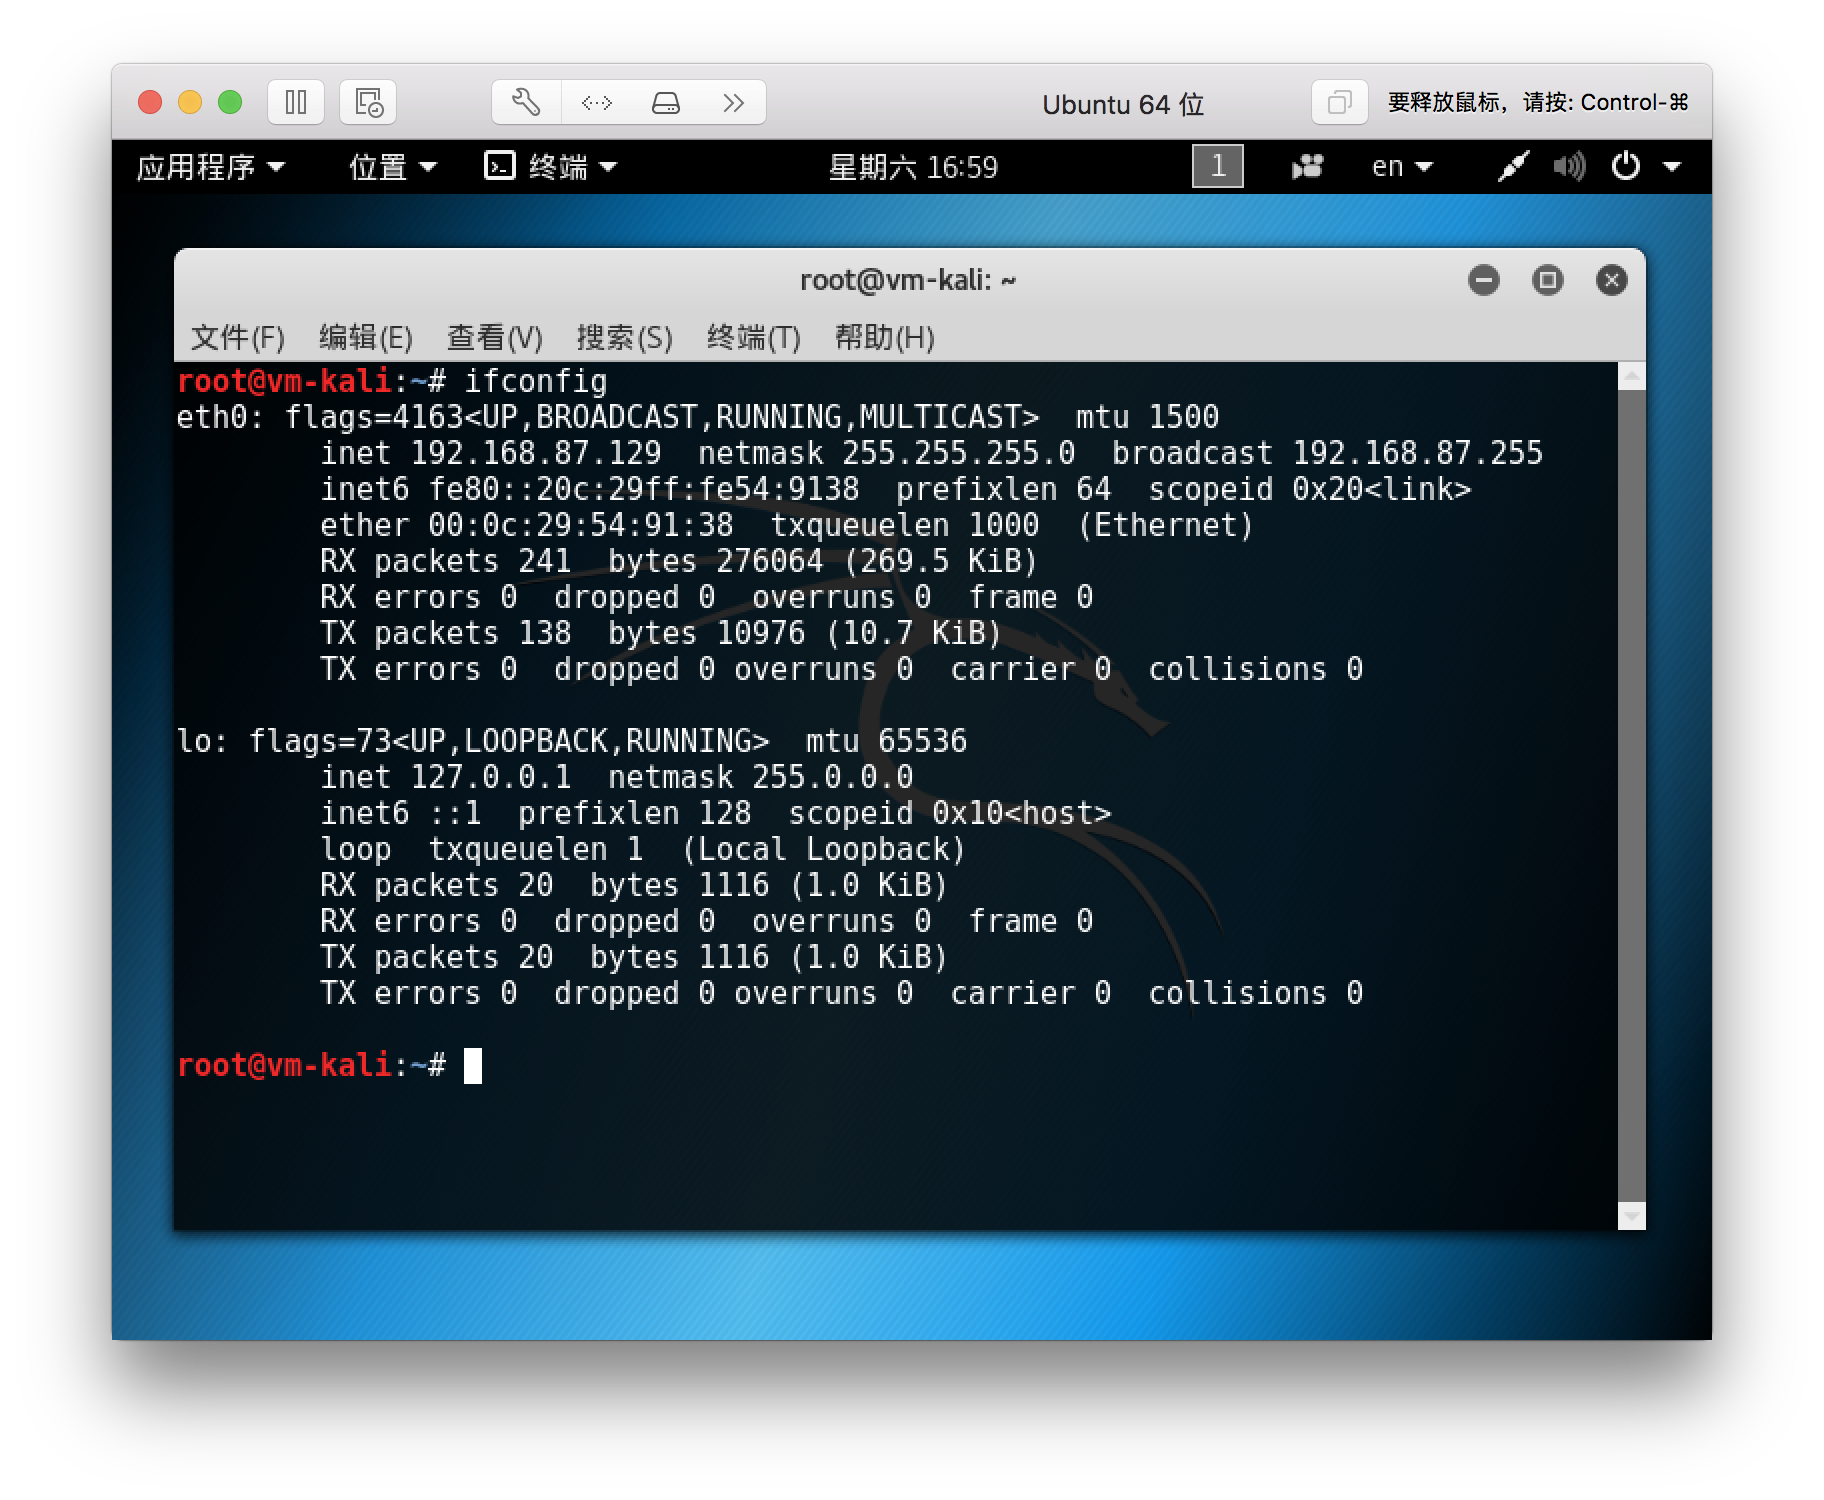 Ubuntu 64 位 要释放鼠标，请按: Control-⌘
应用程序 位置 终端 星期六 16:59 1 en
root@vm-kali: ~
文件(F) 编辑(E) 查看(V) 搜索(S) 终端(T) 帮助(H)
root@vm-kali:~# ifconfig
eth0: flags=4163<UP,BROADCAST,RUNNING,MULTICAST>  mtu 1500
        inet 192.168.87.129  netmask 255.255.255.0  broadcast 192.168.87.255
        inet6 fe80::20c:29ff:fe54:9138  prefixlen 64  scopeid 0x20<link>
        ether 00:0c:29:54:91:38  txqueuelen 1000  (Ethernet)
        RX packets 241  bytes 276064 (269.5 KiB)
        RX errors 0  dropped 0  overruns 0  frame 0
        TX packets 138  bytes 10976 (10.7 KiB)
        TX errors 0  dropped 0 overruns 0  carrier 0  collisions 0

lo: flags=73<UP,LOOPBACK,RUNNING>  mtu 65536
        inet 127.0.0.1  netmask 255.0.0.0
        inet6 ::1  prefixlen 128  scopeid 0x10<host>
        loop  txqueuelen 1  (Local Loopback)
        RX packets 20  bytes 1116 (1.0 KiB)
        RX errors 0  dropped 0  overruns 0  frame 0
        TX packets 20  bytes 1116 (1.0 KiB)
        TX errors 0  dropped 0 overruns 0  carrier 0  collisions 0

root@vm-kali:~#